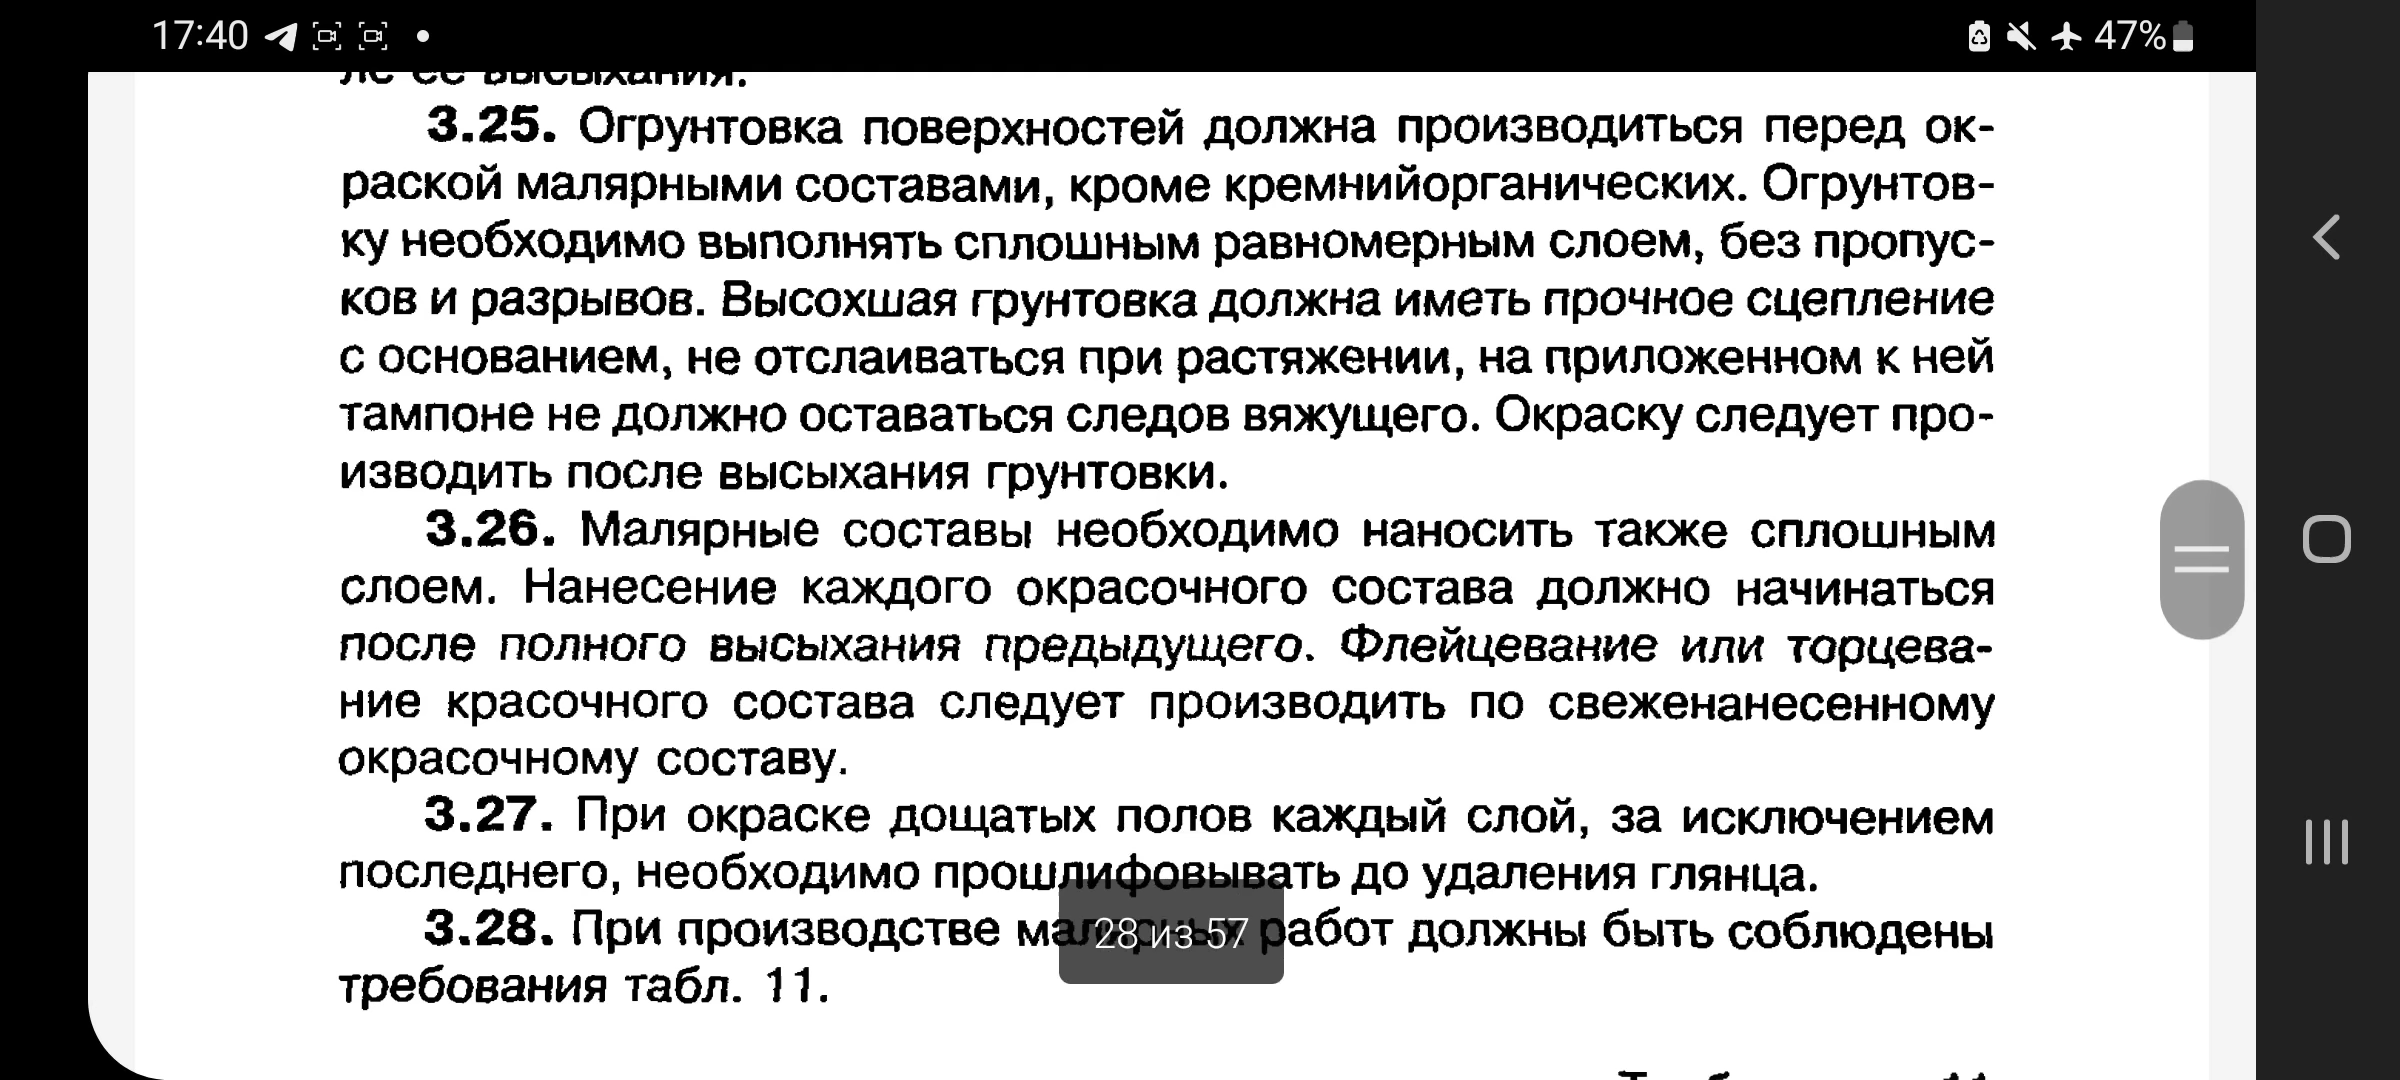 17:40
47%
ле ее высыхания.
3.25. Огрунтовка поверхностей должна производиться перед ок-
раской малярными составами, кроме кремнийорганических. Огрунтов-
ку необходимо выполнять сплошным равномерным слоем, без пропус-
ков и разрывов. Высохшая грунтовка должна иметь прочное сцепление
с основанием, не отслаиваться при растяжении, на приложенном к ней
тампоне не должно оставаться следов вяжущего. Окраску следует про-
изводить после высыхания грунтовки.
3.26. Малярные составы необходимо наносить также сплошным
слоем. Нанесение каждого окрасочного состава должно начинаться
после полного высыхания предыдущего. Флейцевание или торцева-
ние красочного состава следует производить по свеженанесенному
окрасочному составу.
3.27. При окраске дощатых полов каждый слой, за исключением
последнего, необходимо прошлифовывать до удаления глянца.
3.28. При производстве малярных работ должны быть соблюдены
28 из 57
требования табл. 11.